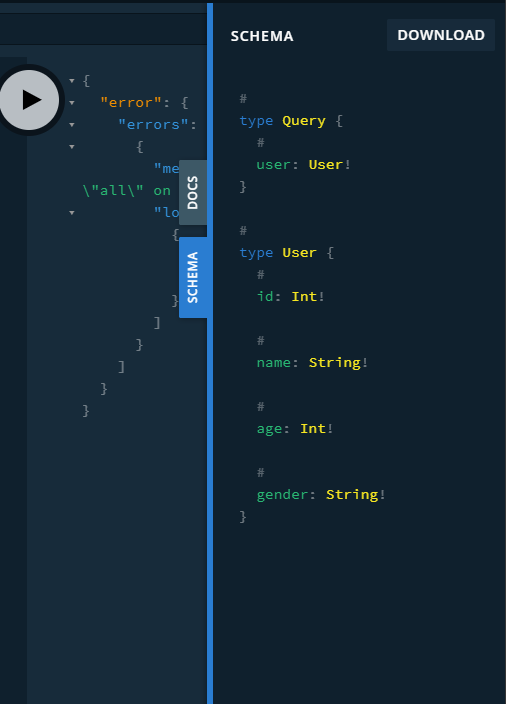 {
"error": {
"errors":
{
"me
\"all\" on
"lo
{
}
]
}
]
}
}
DOCS
SCHEMA
SCHEMA
DOWNLOAD
#
type Query {
#
user: User!
}
#
type User {
#
id: Int!
#
name: String!
#
age: Int!
#
gender: String!
}